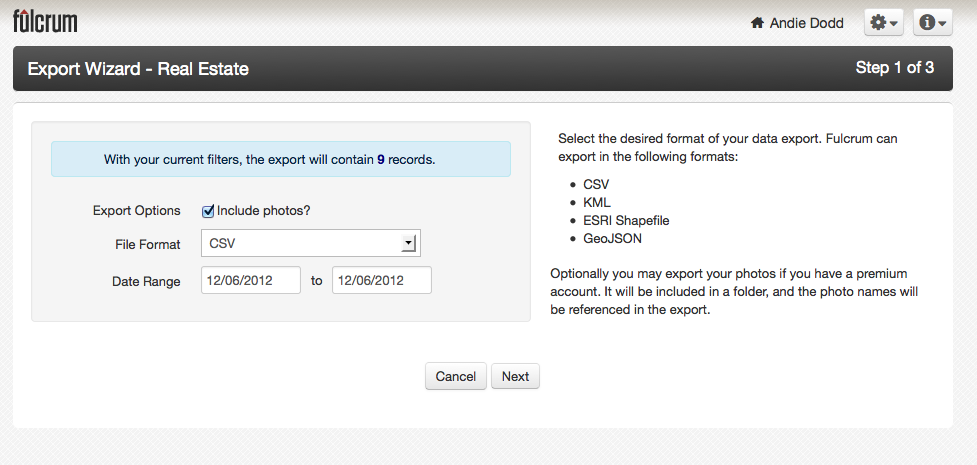 fulcrum
Andie Dodd
Export Wizard - Real Estate
Step 1 of 3
With your current filters, the export will contain 9 records.
Export Options
Include photos?
File Format
CSV
Date Range
12/06/2012
to
12/06/2012
Select the desired format of your data export. Fulcrum can
export in the following formats:
• CSV
• KML
• ESRI Shapefile
• GeoJSON
Optionally you may export your photos if you have a premium
account. It will be included in a folder, and the photo names will
be referenced in the export.
Cancel
Next